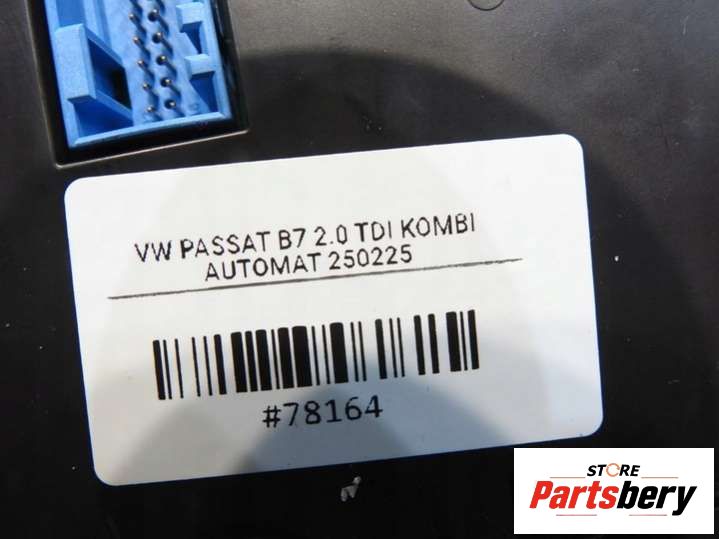 VW PASSAT B7 2.0 TDI KOMBI
AUTOMAT 250225
#78164
STORE
Partsbery